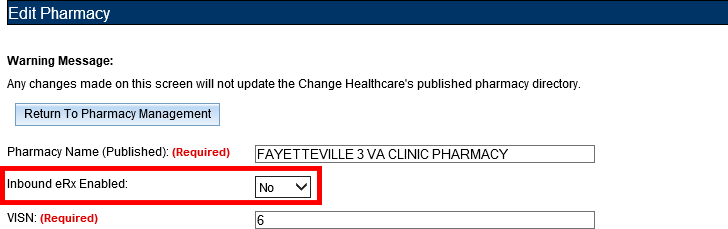 Edit Pharmacy
Warning Message:
Any changes made on this screen will not update the Change Healthcare's published pharmacy directory.
Return To Pharmacy Management
Pharmacy Name (Published): (Required) FAYETTEVILLE 3 VA CLINIC PHARMACY
Inbound eRx Enabled: No
VISN: (Required) 6